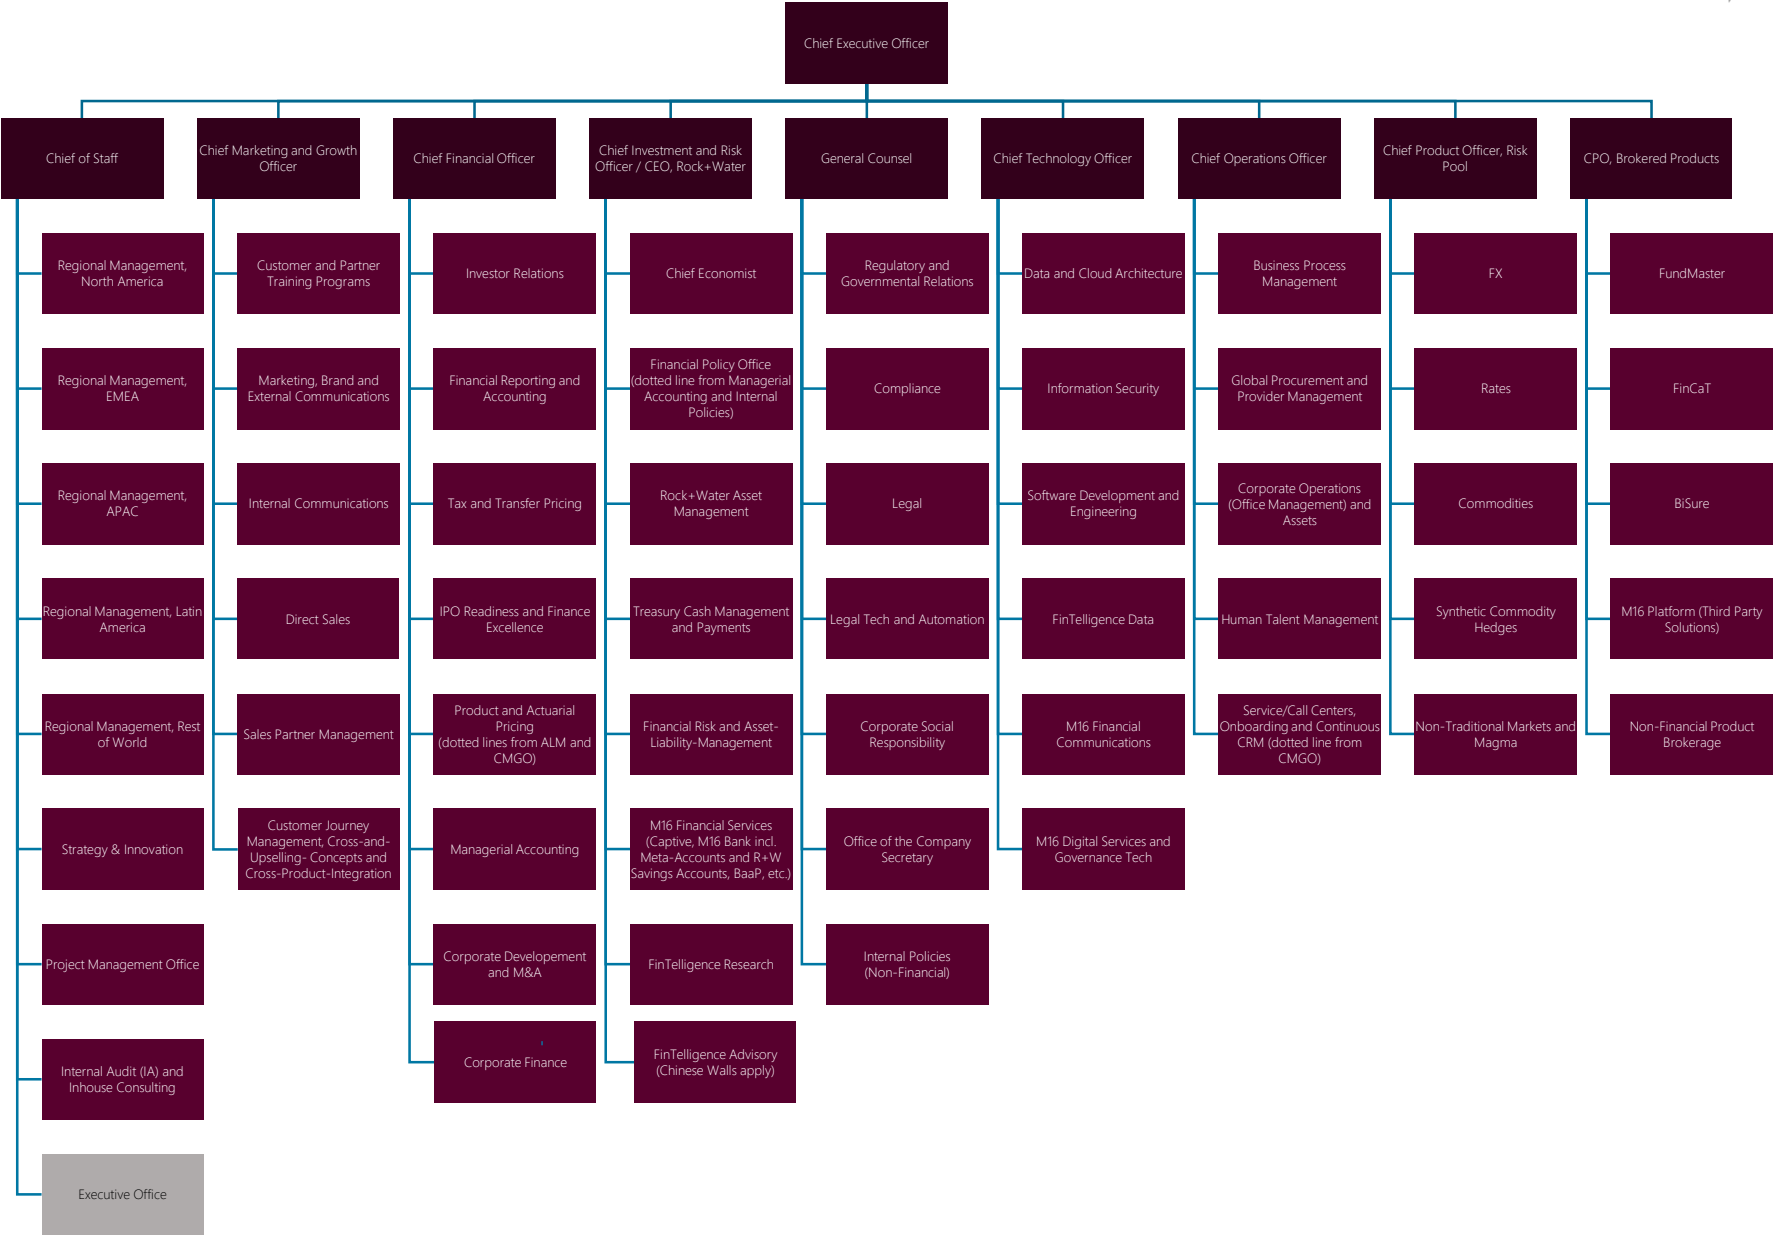 Chief Executive Officer
Chief of Staff
Chief Marketing and Growth
Officer
Chief Financial Officer
Chief Investment and Risk
Officer / CEO, Rock+Water
General Counsel
Chief Technology Officer
Chief Operations Officer
Chief Product Officer, Risk
Pool
CPO, Brokered Products
Regional Management,
North America
Regional Management,
EMEA
Regional Management,
APAC
Regional Management, Latin
America
Regional Management, Rest
of World
Strategy & Innovation
Project Management Office
Internal Audit (IA) and
Inhouse Consulting
Executive Office
Customer and Partner
Training Programs
Marketing, Brand and
External Communications
Internal Communications
Direct Sales
Sales Partner Management
Customer Journey
Management, Cross-and-
Upselling- Concepts and
Cross-Product-Integration
Investor Relations
Financial Reporting and
Accounting
Tax and Transfer Pricing
IPO Readiness and Finance
Excellence
Product and Actuarial
Pricing
(dotted lines from ALM and
CMGO)
Managerial Accounting
Corporate Developement
and M&A
Corporate Finance
Chief Economist
Financial Policy Office
(dotted line from Managerial
Accounting and Internal
Policies)
Rock+Water Asset
Management
Treasury Cash Management
and Payments
Financial Risk and Asset-
Liability-Management
M16 Financial Services
(Captive, M16 Bank incl.
Meta-Accounts and R+W
Savings Accounts, BaaP, etc.)
FinTelligence Research
FinTelligence Advisory
(Chinese Walls apply)
Regulatory and
Governmental Relations
Compliance
Legal
Legal Tech and Automation
Corporate Social
Responsibility
Office of the Company
Secretary
Internal Policies
(Non-Financial)
Data and Cloud Architecture
Information Security
Software Development and
Engineering
FinTelligence Data
M16 Financial
Communications
M16 Digital Services and
Governance Tech
Business Process
Management
Global Procurement and
Provider Management
Corporate Operations
(Office Management) and
Assets
Human Talent Management
Service/Call Centers,
Onboarding and Continuous
CRM (dotted line from
CMGO)
FX
Rates
Commodities
Synthetic Commodity
Hedges
Non-Traditional Markets and
Magma
FundMaster
FinCaT
BiSure
M16 Platform (Third Party
Solutions)
Non-Financial Product
Brokerage